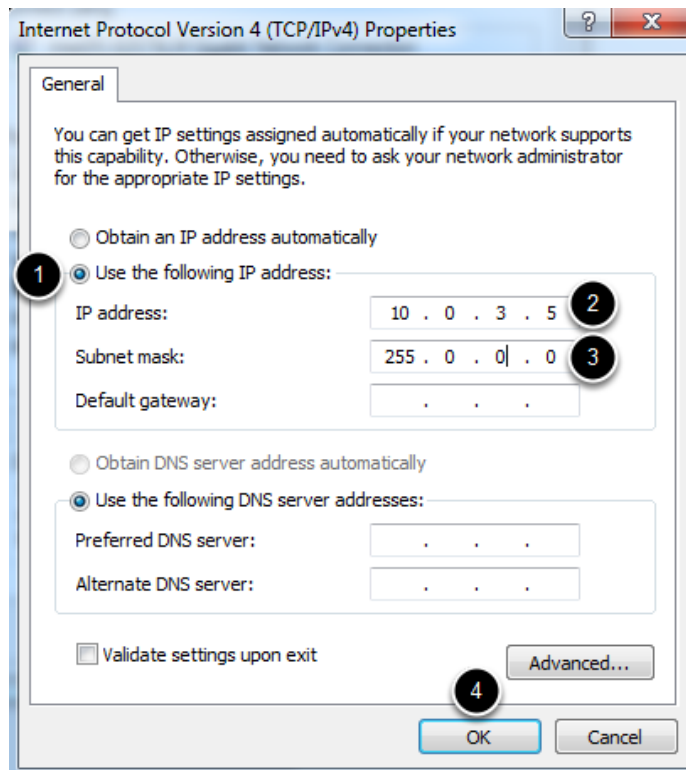 Internet Protocol Version 4 (TCP/IPv4) Properties
?
X
General
You can get IP settings assigned automatically if your network supports
this capability. Otherwise, you need to ask your network administrator
for the appropriate IP settings.
Obtain an IP address automatically
1 Use the following IP address:
IP address: 10 . 0 . 3 . 5 2
Subnet mask: 255 . 0 . 0 . 0 3
Default gateway: . . .
Obtain DNS server address automatically
Use the following DNS server addresses:
Preferred DNS server: . . .
Alternate DNS server: . . .
Validate settings upon exit
Advanced...
4
OK Cancel